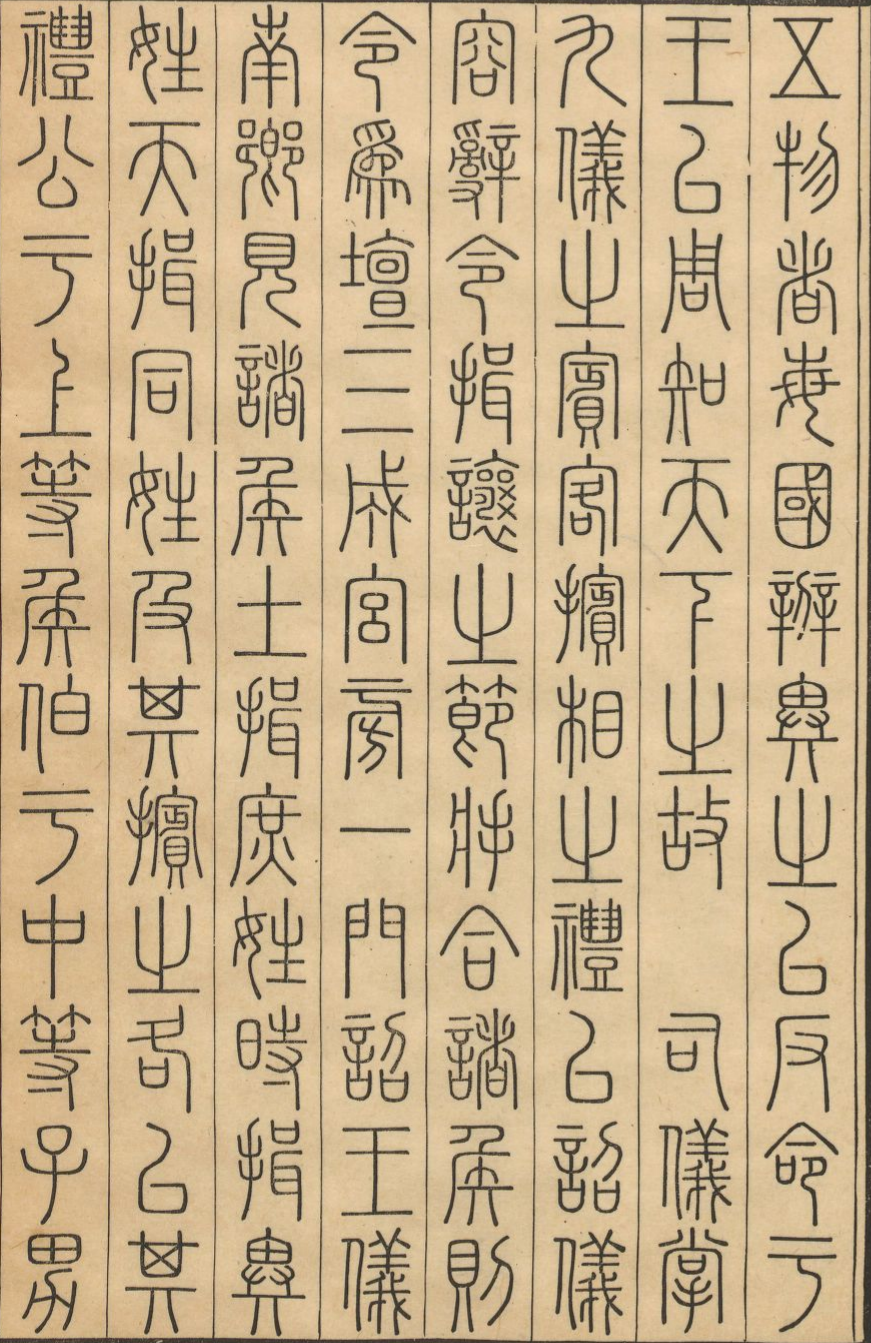 五物者每國辨異之以反命于
王以周知天下之故　司儀掌
九儀之賓客擯相之禮以詔儀
容辭令揖讓之節將合諸侯則
令爲壇三成宮旁一門詔王儀
南鄉見諸侯土揖庶姓時揖異
姓天揖同姓及其擯之各以其
禮公于上等侯伯于中等子男